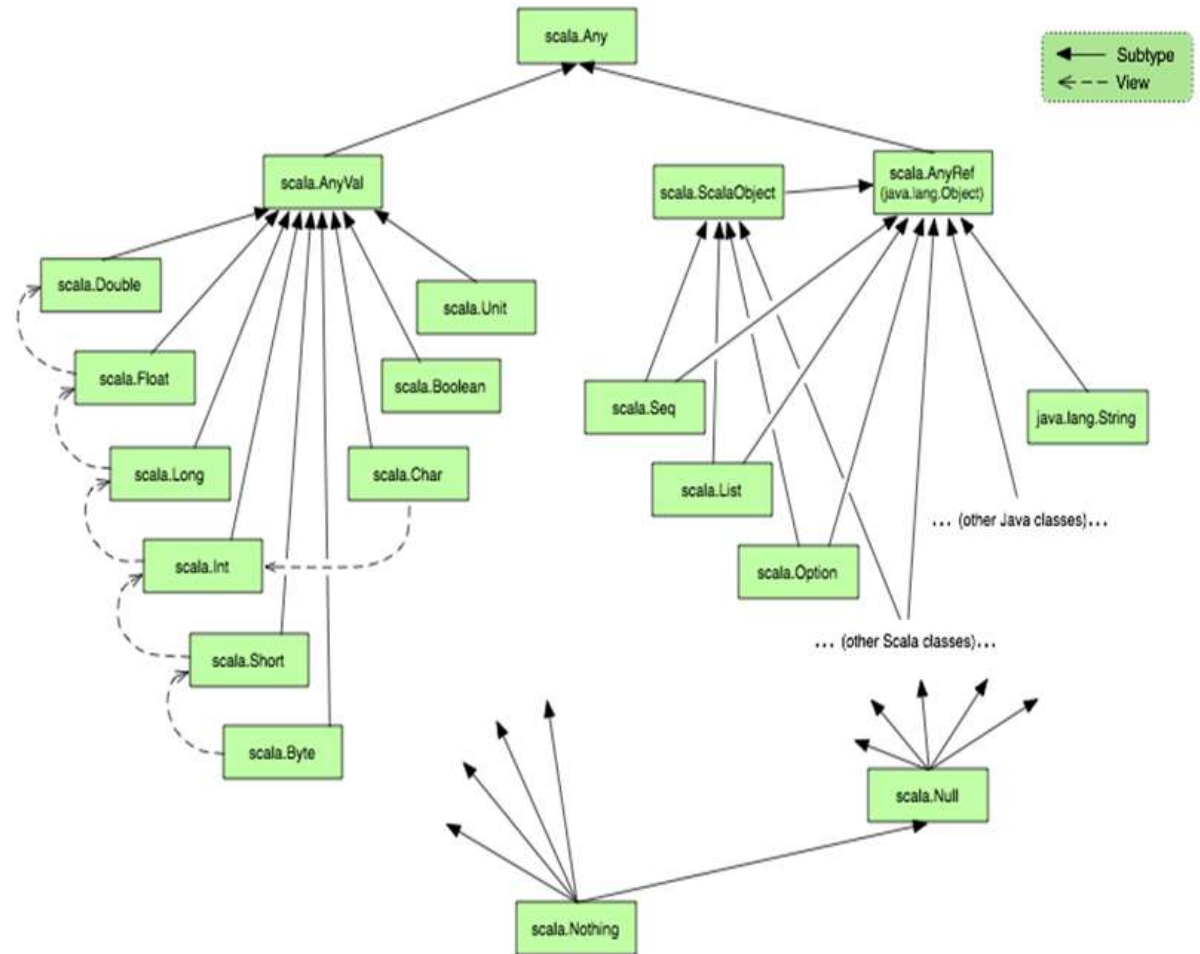 scala.Any
Subtype
View
scala.AnyVal
scala.ScalaObject
scala.AnyRef
(java.lang.Object)
scala.Double
scala.Unit
scala.Float
scala.Boolean
scala.Seq
java.lang.String
scala.Long
scala.Char
scala.List
... (other Java classes)...
scala.Int
scala.Option
... (other Scala classes)...
scala.Short
scala.Byte
scala.Null
scala.Nothing